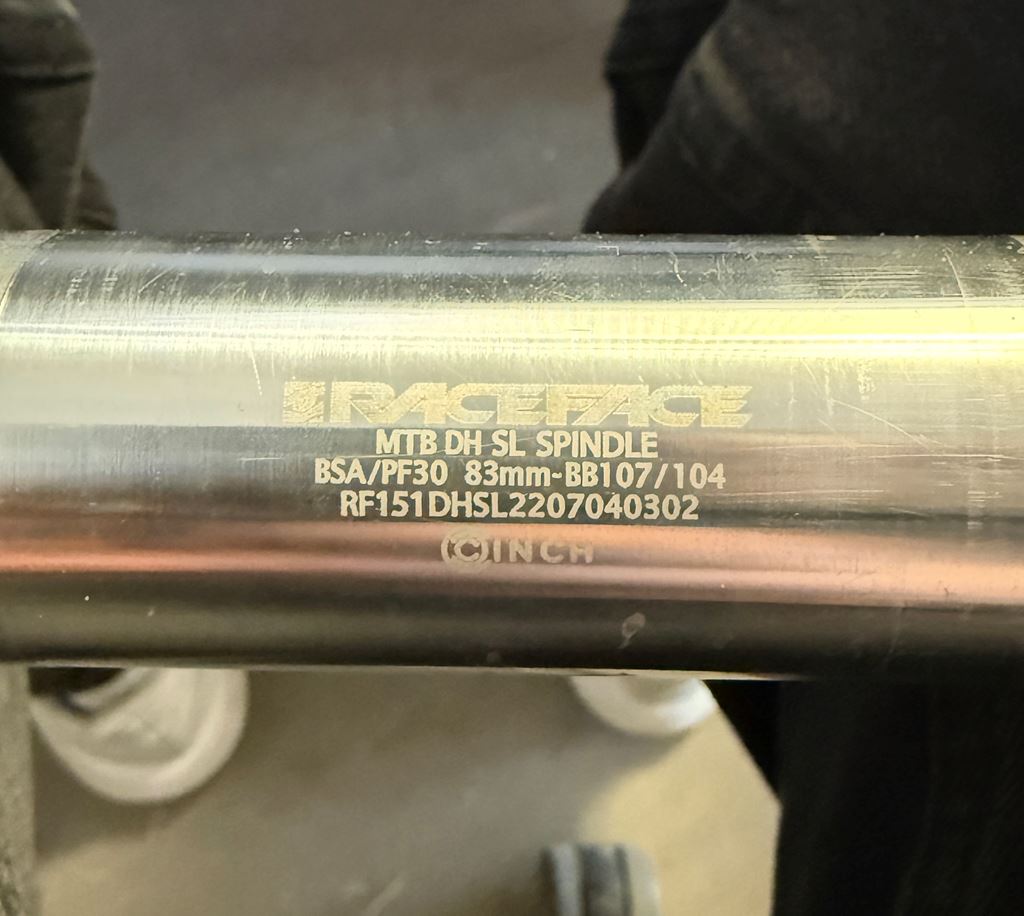 RACEFACE
MTB DH SL SPINDLE
BSA/PF30 83mm-BB107/104
RF151DHSL2207040302
CINCH